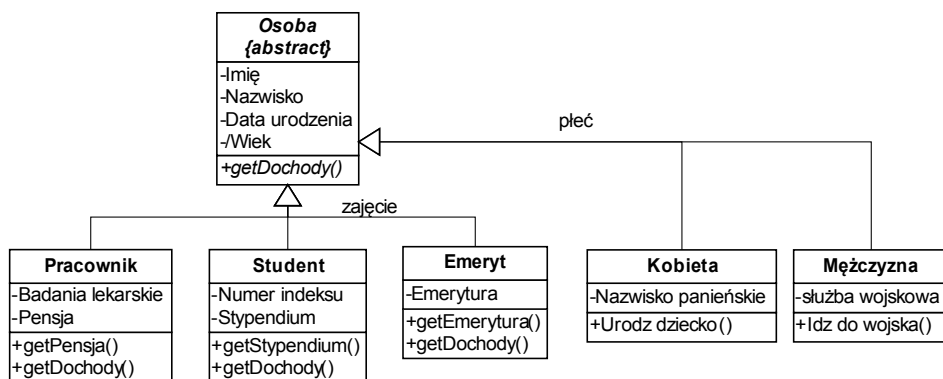 Osoba
{abstract}
-Imię
-Nazwisko
-Data urodzenia
-/Wiek
+getDochody()
płeć
zajęcie
Pracownik
-Badania lekarskie
-Pensja
+getPensja()
+getDochody()
Student
-Numer indeksu
-Stypendium
+getStypendium()
+getDochody()
Emeryt
-Emerytura
+getEmerytura()
+getDochody()
Kobieta
-Nazwisko panieńskie
+Urodz dziecko()
Mężczyzna
-służba wojskowa
+Idz do wojska()